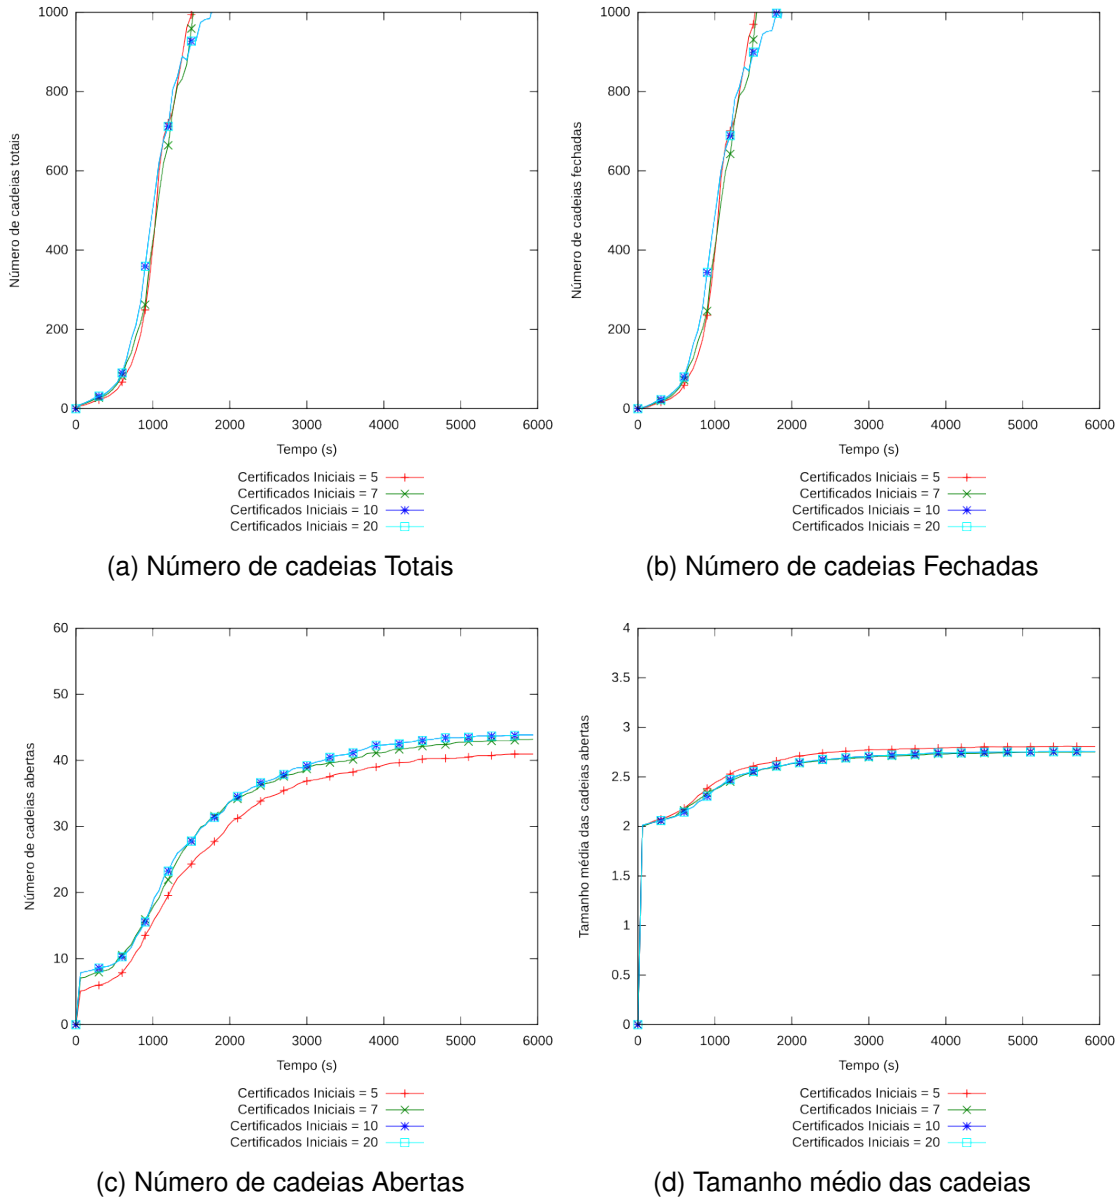 1000
800
600
400
200
0
Número de cadeias totais
0 1000 2000 3000 4000 5000 6000
Tempo (s)
Certificados Iniciais = 5
Certificados Iniciais = 7
Certificados Iniciais = 10
Certificados Iniciais = 20
(a) Número de cadeias Totais
1000
800
600
400
200
0
Número de cadeias fechadas
0 1000 2000 3000 4000 5000 6000
Tempo (s)
Certificados Iniciais = 5
Certificados Iniciais = 7
Certificados Iniciais = 10
Certificados Iniciais = 20
(b) Número de cadeias Fechadas
60
50
40
30
20
10
0
Número de cadeias abertas
0 1000 2000 3000 4000 5000 6000
Tempo (s)
Certificados Iniciais = 5
Certificados Iniciais = 7
Certificados Iniciais = 10
Certificados Iniciais = 20
(c) Número de cadeias Abertas
4
3.5
3
2.5
2
1.5
1
0.5
0
Tamanho média das cadeias abertas
0 1000 2000 3000 4000 5000 6000
Tempo (s)
Certificados Iniciais = 5
Certificados Iniciais = 7
Certificados Iniciais = 10
Certificados Iniciais = 20
(d) Tamanho médio das cadeias